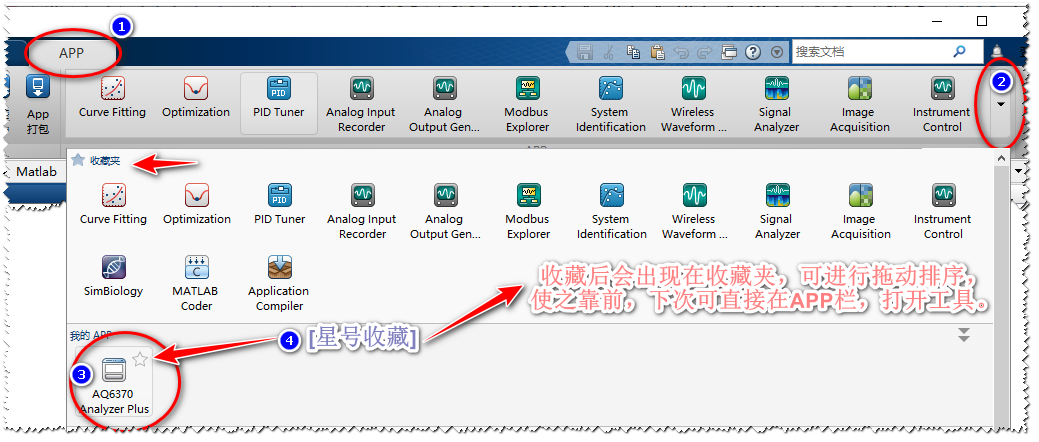 1
APP
搜索文档
2
App
打包
Curve Fitting
Optimization
PID Tuner
Analog Input
Recorder
Analog
Output Gen...
Modbus
Explorer
System
Identification
Wireless
Waveform ...
Signal
Analyzer
Image
Acquisition
Instrument
Control
Matlab
收藏夹
Curve Fitting
Optimization
PID Tuner
Analog Input
Recorder
Analog
Output Gen...
Modbus
Explorer
System
Identification
Wireless
Waveform ...
Signal
Analyzer
Image
Acquisition
Instrument
Control
SimBiology
MATLAB
Coder
Application
Compiler
收藏后会出现在收藏夹，可进行拖动排序，
使之靠前，下次可直接在APP栏，打开工具。
我的 APP
4 [星号收藏]
3
AQ6370
Analyzer Plus